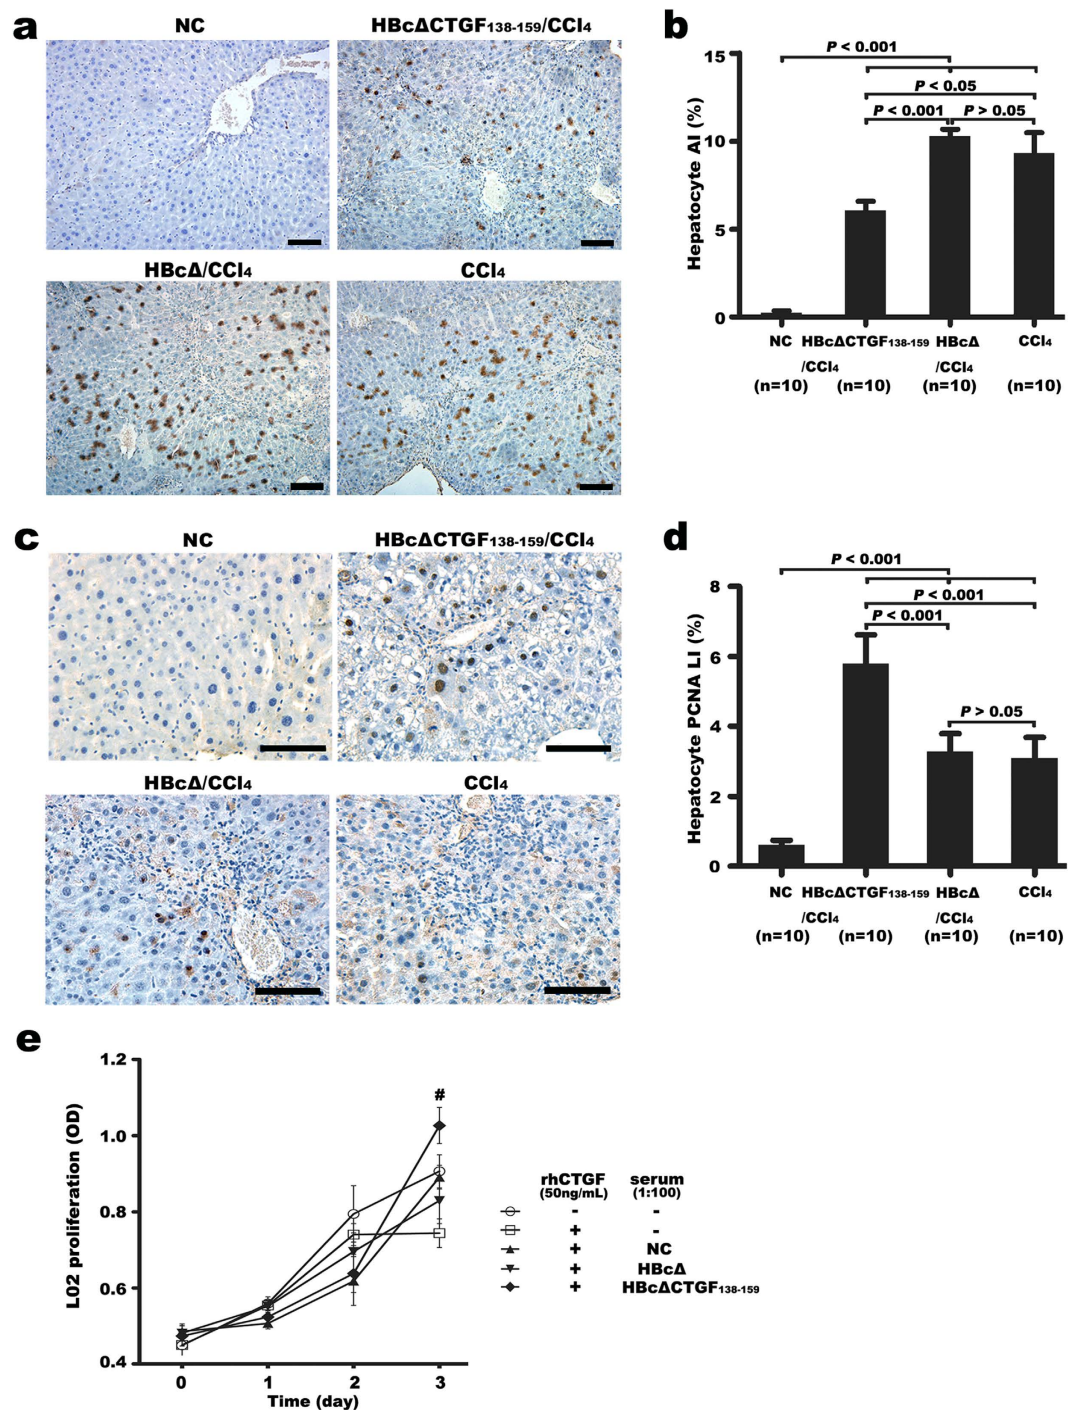 a
NC
HBcΔCTGF138-159/CCl4
HBcΔ/CCl4
CCl4
b
Hepatocyte AI (%)
15
10
5
0
P < 0.001
P < 0.05
P < 0.001
P > 0.05
NC HBcΔCTGF138-159 HBcΔ CCl4
/CCl4 /CCl4
(n=10) (n=10) (n=10) (n=10)
c
NC
HBcΔCTGF138-159/CCl4
HBcΔ/CCl4
CCl4
d
Hepatocyte PCNA LI (%)
8
6
4
2
0
P < 0.001
P < 0.001
P < 0.001
P > 0.05
NC HBcΔCTGF138-159 HBcΔ CCl4
/CCl4 /CCl4
(n=10) (n=10) (n=10) (n=10)
e
L02 proliferation (OD)
1.2
1.0
0.8
0.6
0.4
#
0 1 2 3
Time (day)
rhCTGF serum
(50ng/mL) (1:100)
- -
+ -
+ NC
+ HBcΔ
+ HBcΔCTGF138-159